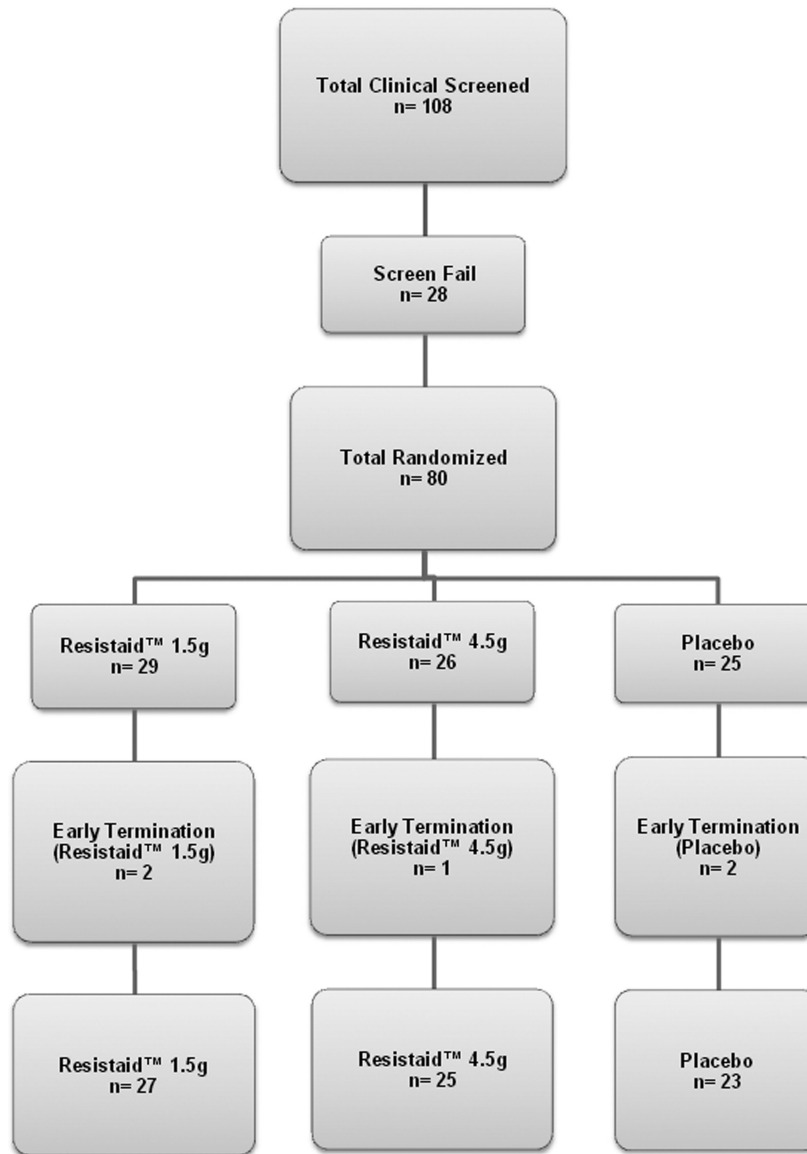 Total Clinical Screened
n= 108
Screen Fail
n= 28
Total Randomized
n= 80
Resistaid™ 1.5g
n= 29
Resistaid™ 4.5g
n= 26
Placebo
n= 25
Early Termination
(Resistaid™ 1.5g)
n= 2
Early Termination
(Resistaid™ 4.5g)
n= 1
Early Termination
(Placebo)
n= 2
Resistaid™ 1.5g
n= 27
Resistaid™ 4.5g
n= 25
Placebo
n= 23